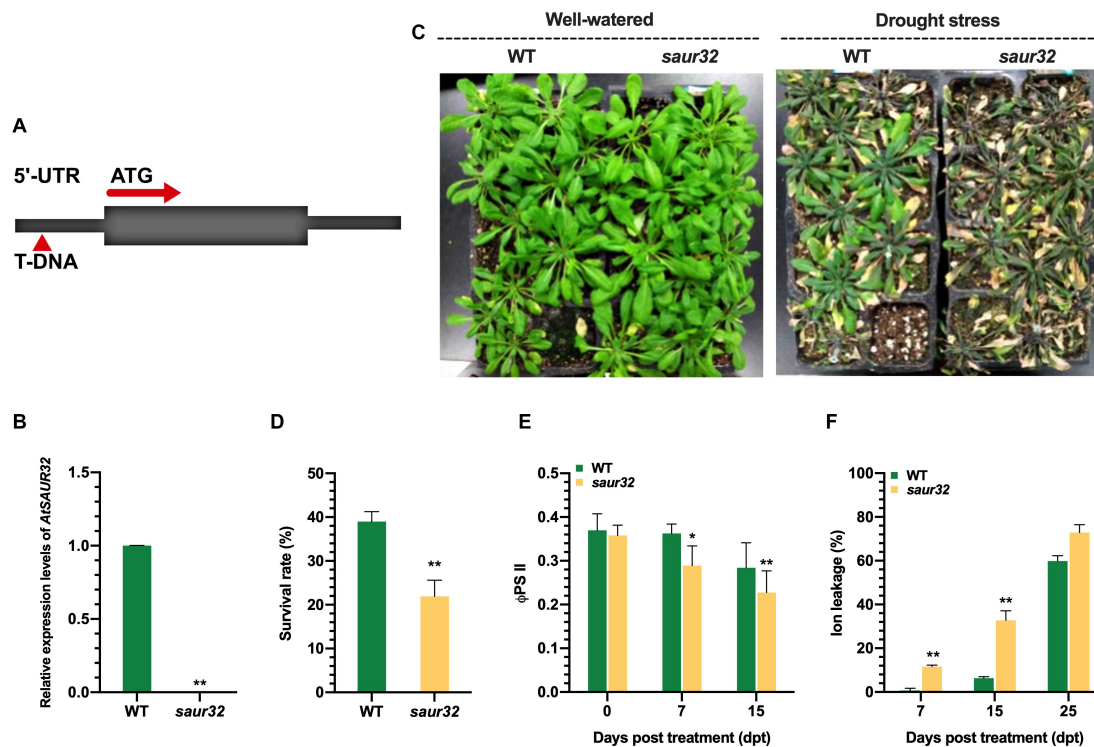 A
5'-UTR ATG
T-DNA
C
Well-watered Drought stress
WT saur32 WT saur32
B
Relative expression levels of AtSAUR32
1.5
1.0
0.5
0.0
**
WT saur32
D
Survival rate (%)
50
40
30
20
10
0
**
WT saur32
E
WT
saur32
ϕPS II
0.5
0.4
0.3
0.2
0.1
0.0
*
**
0 7 15
Days post treatment (dpt)
F
WT
saur32
Ion leakage (%)
100
80
60
40
20
0
**
**
7 15 25
Days post treatment (dpt)